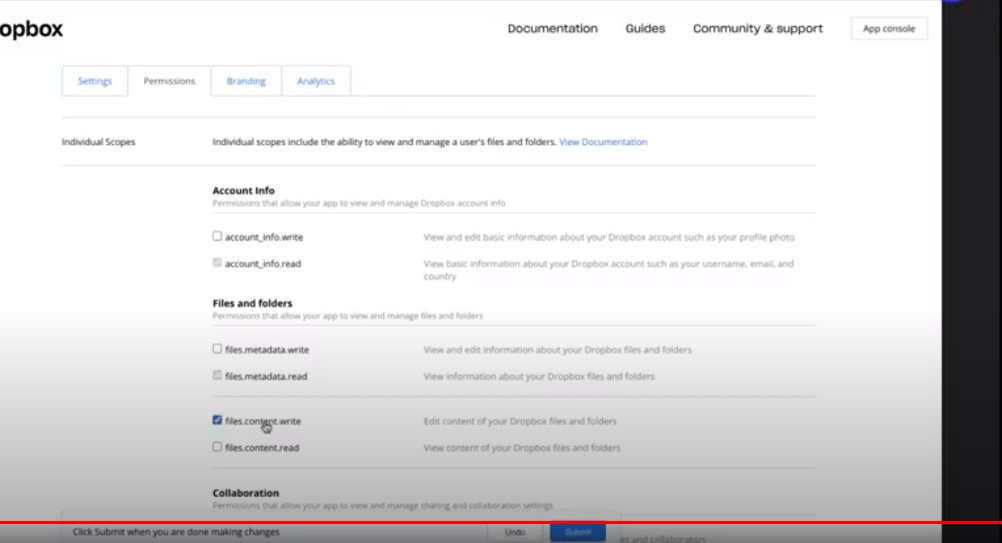 opbox
Documentation Guides Community & support App console
Settings Permissions Branding Analytics
Individual Scopes
Individual scopes include the ability to view and manage a user's files and folders. View Documentation
Account Info
Permissions that allow your app to view and manage Dropbox account info
account_info.write
View and edit basic information about your Dropbox account such as your profile photo
account_info.read
View basic information about your Dropbox account such as your username, email, and
country
Files and folders
Permissions that allow your app to view and manage files and folders
files.metadata.write
View and edit information about your Dropbox files and folders
files.metadata.read
View information about your Dropbox files and folders
files.content.write
Edit content of your Dropbox files and folders
files.content.read
View content of your Dropbox files and folders
Collaboration
Permissions that allow your app to view and manage sharing and collaboration settings
Click Submit when you are done making changes
Undo Submit
gs and collaborators